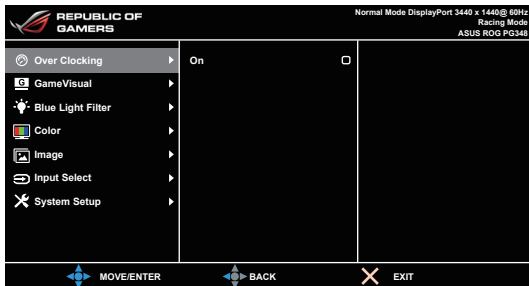 REPUBLIC OF
GAMERS
Normal Mode DisplayPort 3440 x 1440@ 60Hz
Racing Mode
ASUS ROG PG348
Over Clocking
On
G GameVisual
Blue Light Filter
Color
Image
Input Select
System Setup
MOVE/ENTER
BACK
EXIT